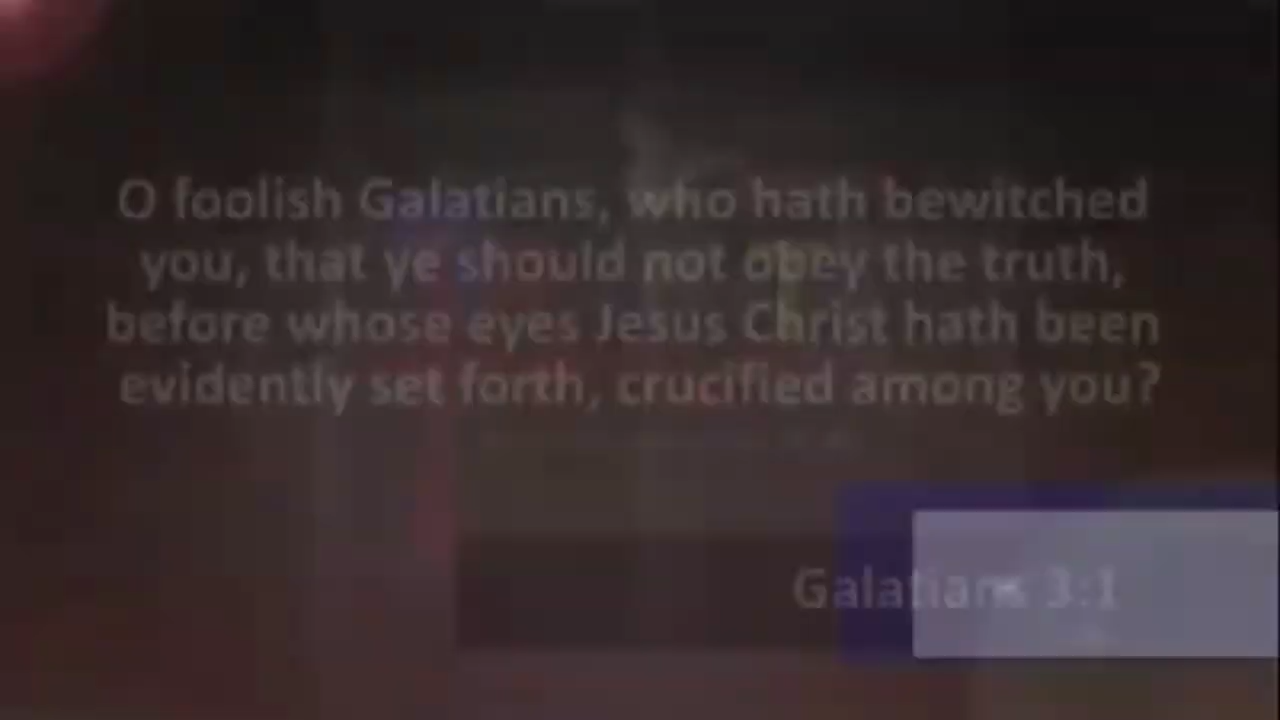 O foolish Galatians, who hath bewitched
you, that ye should not obey the truth,
before whose eyes Jesus Christ hath been
evidently set forth, crucified among you?
Galatians 3:1